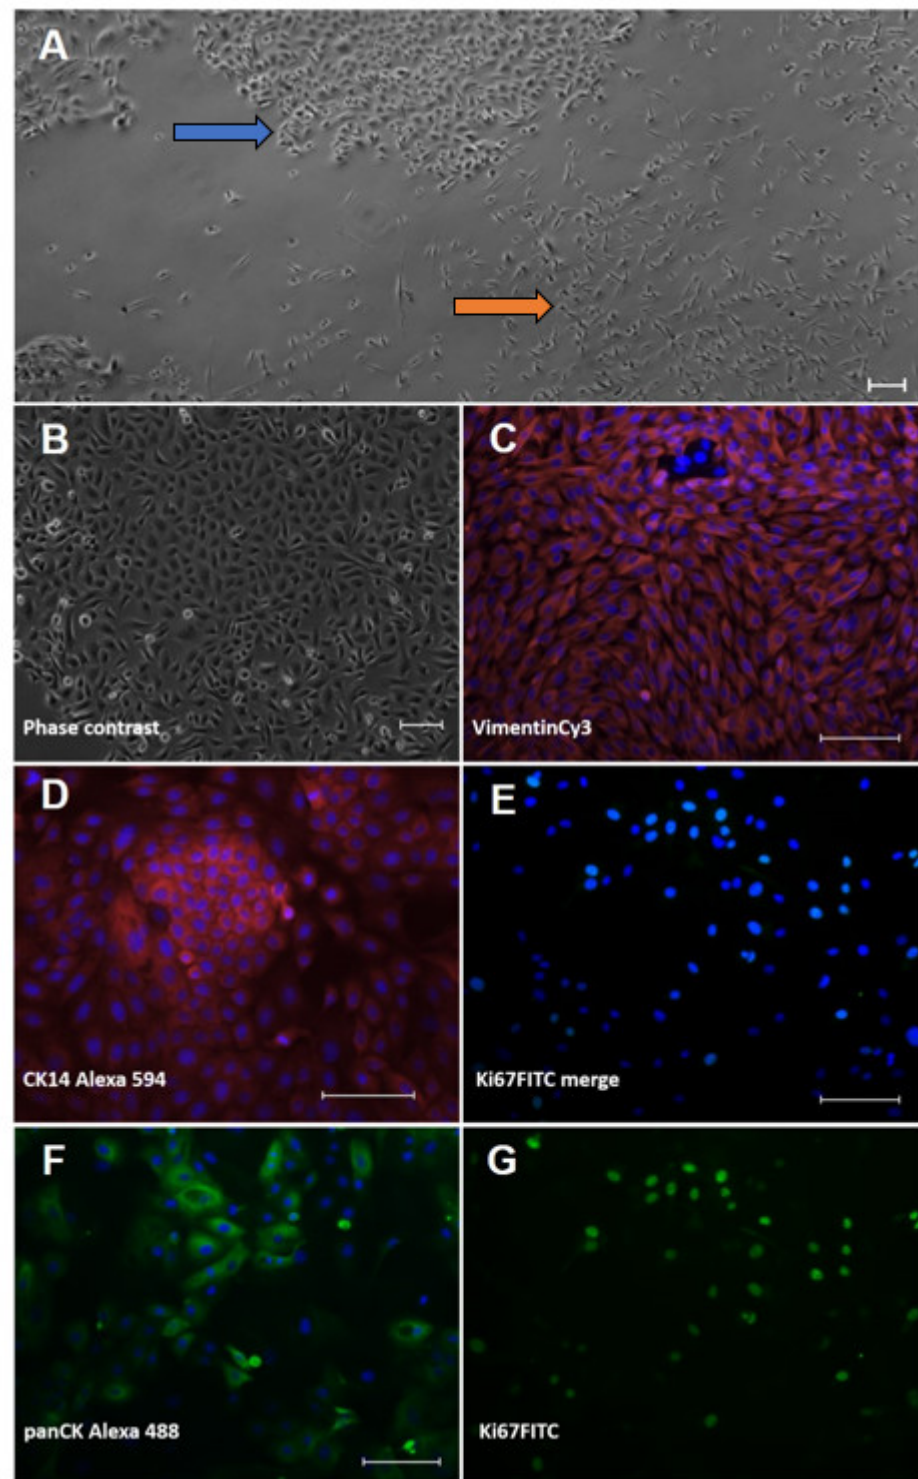 A
B
Phase contrast
C
VimentinCy3
D
CK14 Alexa 594
E
Ki67FITC merge
F
panCK Alexa 488
G
Ki67FITC